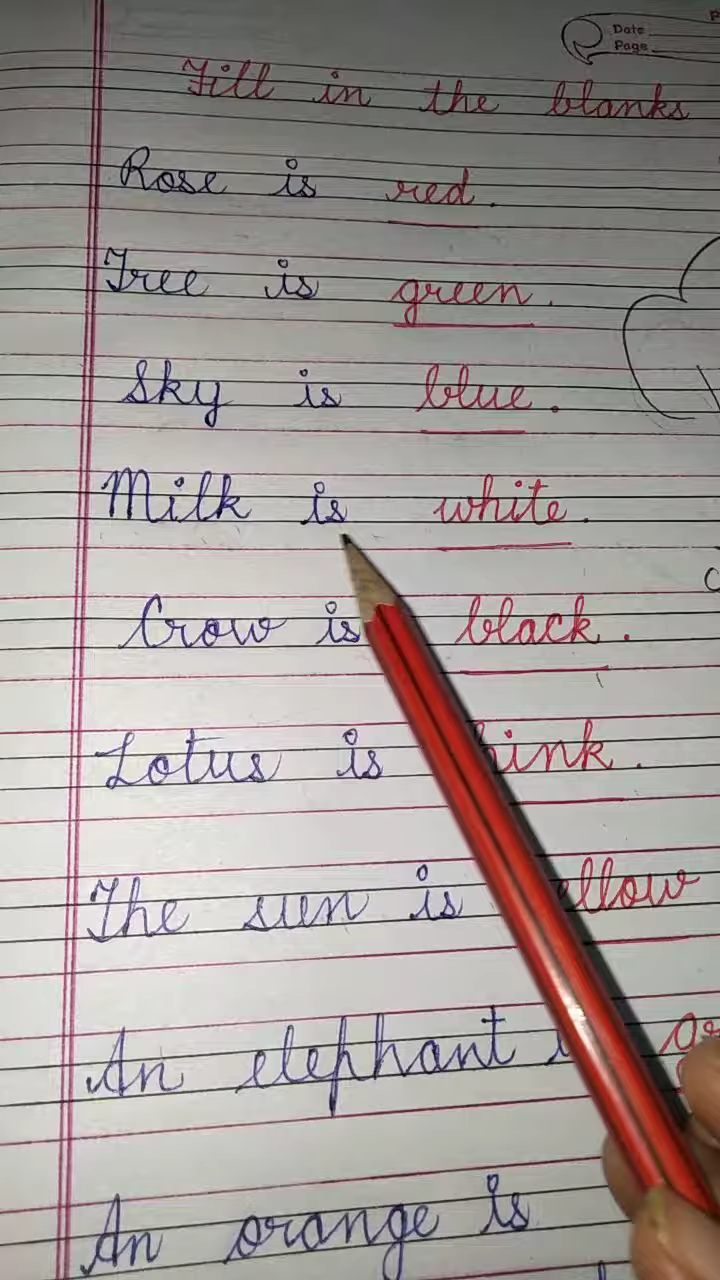 Date
Page
Fill in the blanks
Rose is red.
Tree is green.
Sky is blue.
Milk is white.
Crow is black.
Lotus is
The sun is
An elephant
An orange is